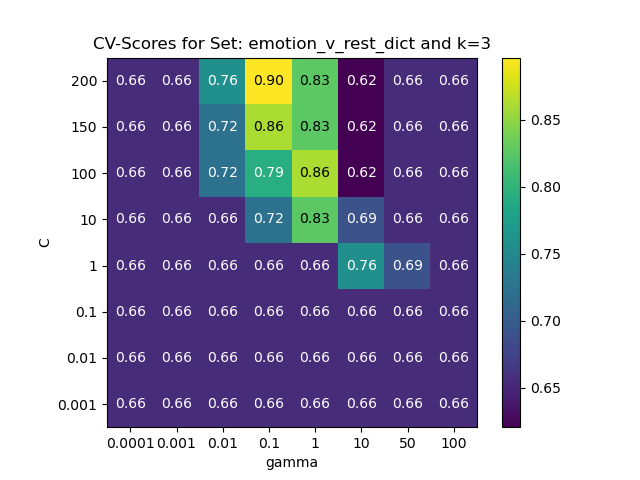 CV-Scores for Set: emotion_v_rest_dict and k=3
200 0.66 0.66 0.76 0.90 0.83 0.62 0.66 0.66
150 0.66 0.66 0.72 0.86 0.83 0.62 0.66 0.66
100 0.66 0.66 0.72 0.79 0.86 0.62 0.66 0.66
10 0.66 0.66 0.66 0.72 0.83 0.69 0.66 0.66
1 0.66 0.66 0.66 0.66 0.66 0.76 0.69 0.66
0.1 0.66 0.66 0.66 0.66 0.66 0.66 0.66 0.66
0.01 0.66 0.66 0.66 0.66 0.66 0.66 0.66 0.66
0.001 0.66 0.66 0.66 0.66 0.66 0.66 0.66 0.66
0.0001 0.001 0.01 0.1 1 10 50 100
gamma
C
0.85
0.80
0.75
0.70
0.65